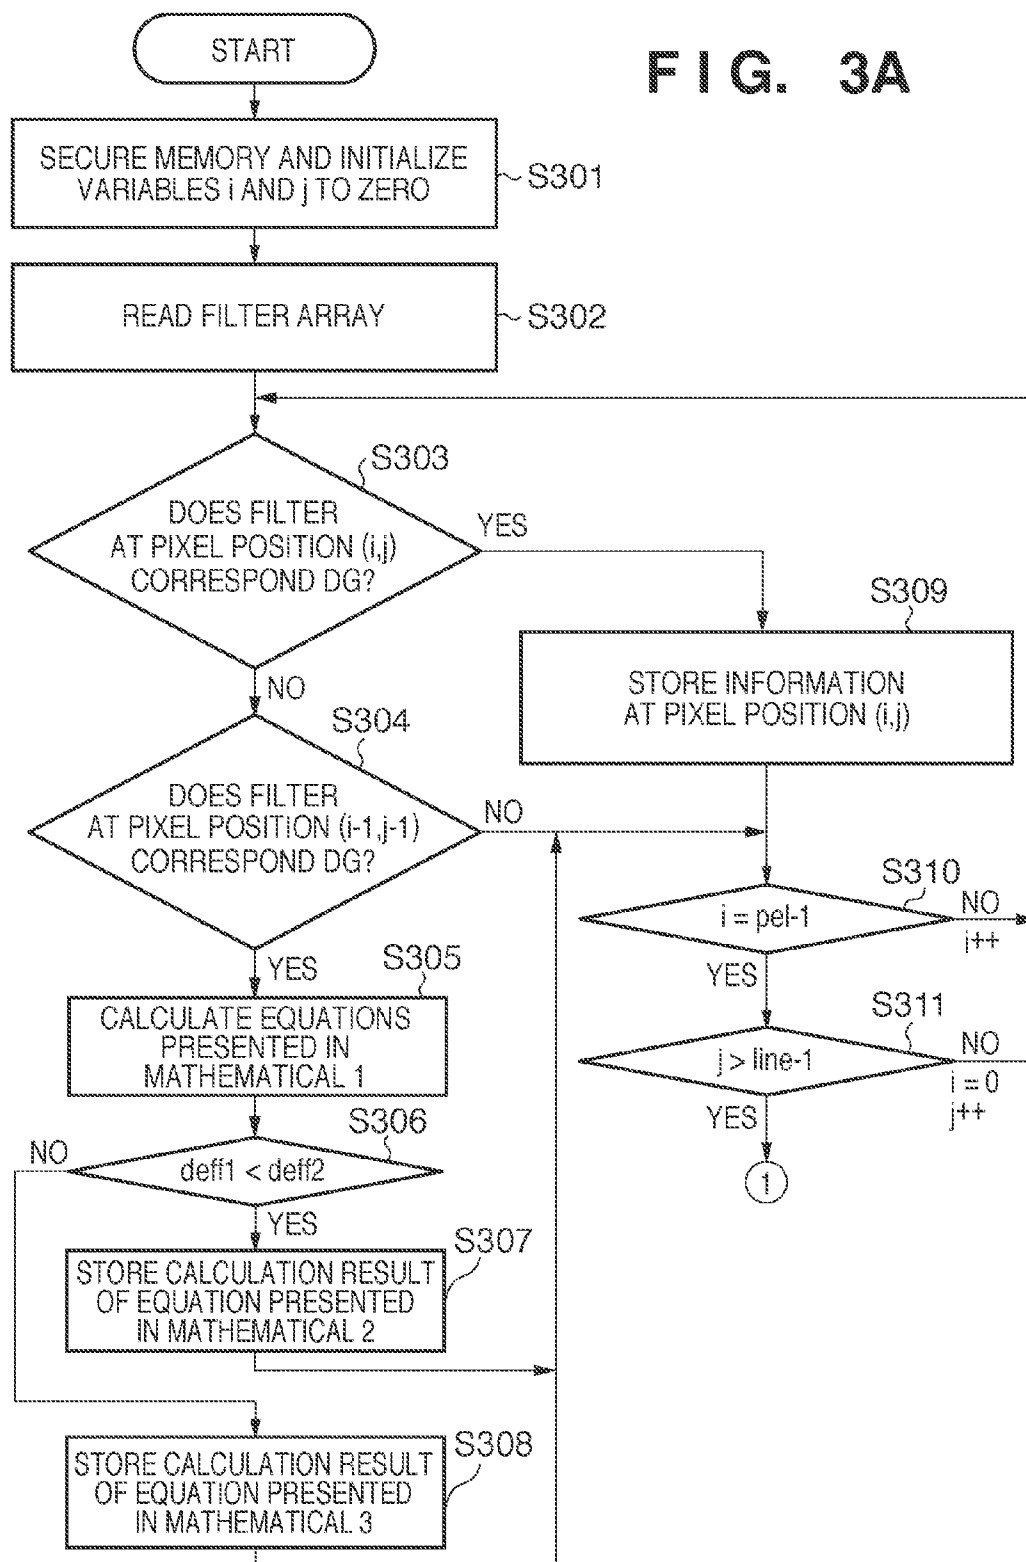 START
FIG. 3A
SECURE MEMORY AND INITIALIZE
VARIABLES i AND j TO ZERO
S301
READ FILTER ARRAY
S302
S303
DOES FILTER
AT PIXEL POSITION (i,j)
CORRESPOND DG?
YES
NO
S309
STORE INFORMATION
AT PIXEL POSITION (i,j)
S304
DOES FILTER
AT PIXEL POSITION (i-1,j-1)
CORRESPOND DG?
NO
YES
S310
i = pel-1
NO
i++
YES
S305
CALCULATE EQUATIONS
PRESENTED IN
MATHEMATICAL 1
S311
j > line-1
NO
i = 0
j++
YES
1
S306
deff1 < deff2
NO
YES
S307
STORE CALCULATION RESULT
OF EQUATION PRESENTED
IN MATHEMATICAL 2
S308
STORE CALCULATION RESULT
OF EQUATION PRESENTED
IN MATHEMATICAL 3